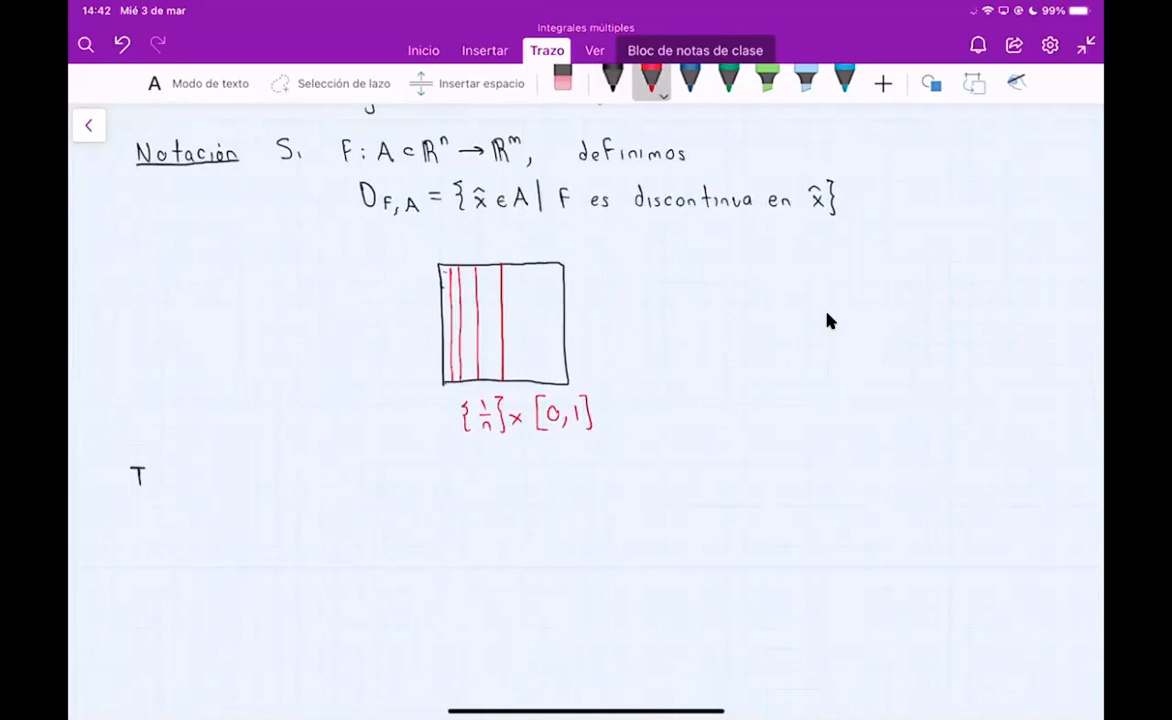 14:42 Mié 3 de mar
99%
Integrales múltiples
Inicio Insertar Trazo Ver Bloc de notas de clase
A Modo de texto Selección de lazo Insertar espacio
Notación Si F : A ⊂ ℝⁿ → ℝᵐ, definimos
D_{F, A} = { x̂ ∈ A | F es discontinua en x̂ }
{1/n} × [0,1]
T